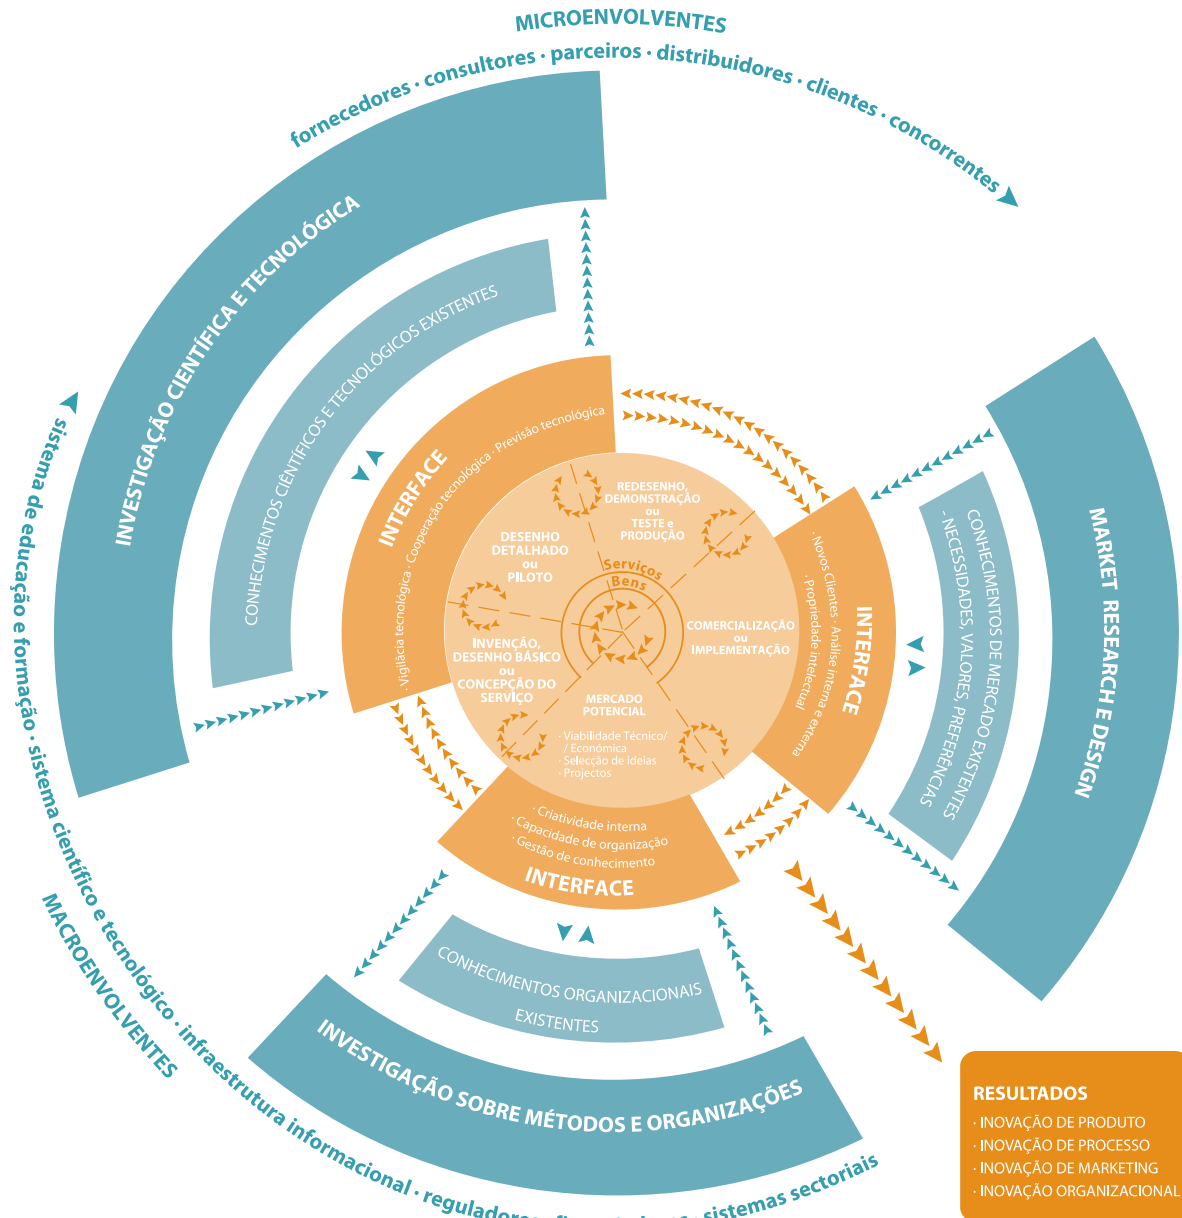 MICROENVOLVENTES
fornecedores · consultores · parceiros · distribuidores · clientes · concorrentes
INVESTIGAÇÃO CIENTÍFICA E TECNOLÓGICA
CONHECIMENTOS CIENTÍFICOS E TECNOLÓGICOS EXISTENTES
INTERFACE
· Vigilácia tecnológica · Cooperação tecnológica · Previsão tecnológica
REDESENHO,
DEMONSTRAÇÃO
ou
TESTE e
PRODUÇÃO
DESENHO
DETALHADO
ou
PILOTO
Serviços
Bens
INVENÇÃO,
DESENHO BÁSICO
ou
CONCEPÇÃO DO
SERVIÇO
COMERCIALIZAÇÃO
ou
IMPLEMENTAÇÃO
MERCADO
POTENCIAL
· Viabilidade Técnico/
/ Económica
· Selecção de ideias
· Projectos
INTERFACE
· Novos Clientes · Análise interna e externa
· Propriedade intelectual
CONHECIMENTOS DE MERCADO EXISTENTES
- NECESSIDADES, VALORES, PREFERÊNCIAS
MARKET RESEARCH E DESIGN
· Criatividade interna
· Capacidade de organização
· Gestão de conhecimento
INTERFACE
CONHECIMENTOS ORGANIZACIONAIS
EXISTENTES
INVESTIGAÇÃO SOBRE MÉTODOS E ORGANIZAÇÕES
MACROENVOLVENTES
sistema de educação e formação · sistema científico e tecnológico · infraestrutura informacional · reguladores · sistemas sectoriais
RESULTADOS
· INOVAÇÃO DE PRODUTO
· INOVAÇÃO DE PROCESSO
· INOVAÇÃO DE MARKETING
· INOVAÇÃO ORGANIZACIONAL